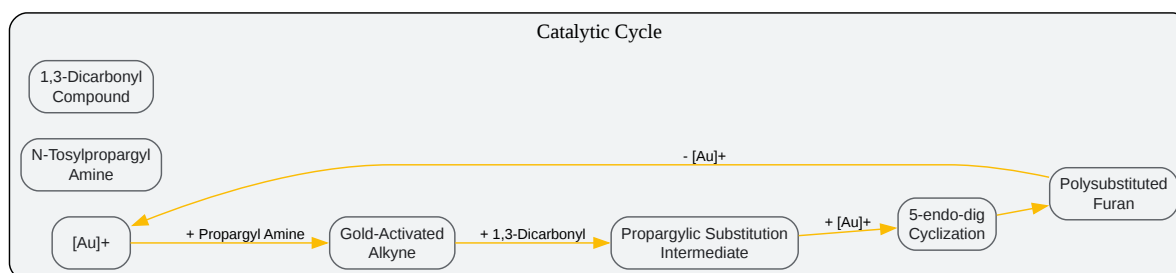 Catalytic Cycle
1,3-Dicarbonyl
Compound
N-Tosylpropargyl
Amine
- [Au]+
Polysubstituted
Furan
[Au]+
+ Propargyl Amine
Gold-Activated
Alkyne
+ 1,3-Dicarbonyl
Propargylic Substitution
Intermediate
+ [Au]+
5-endo-dig
Cyclization